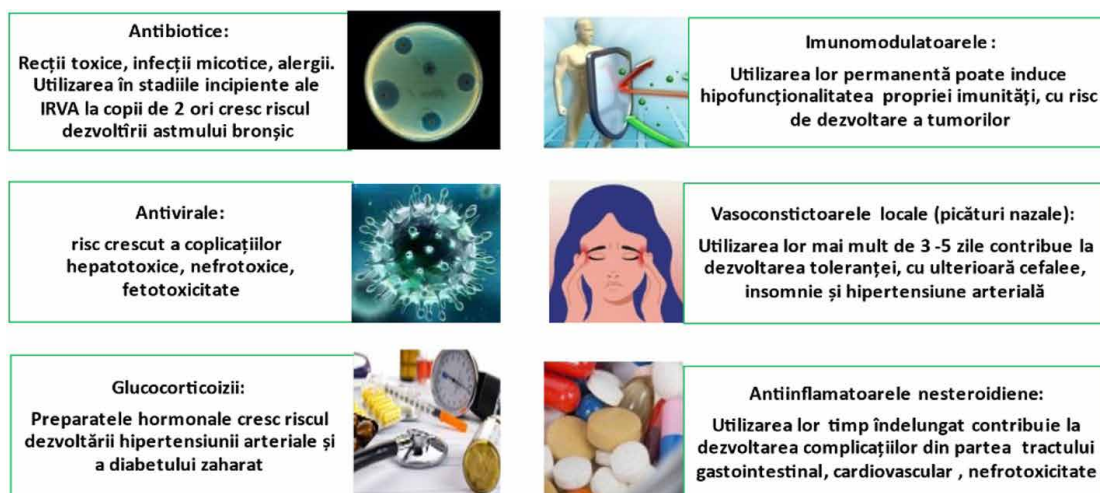 Antibiotice:
Recții toxice, infecții micotice, alergii.
Utilizarea în stadiile incipiente ale
IRVA la copii de 2 ori cresc riscul
dezvoltîrii astmului bronșic
Imunomodulatoarele :
Utilizarea lor permanentă poate induce
hipofuncționalitatea propriei imunități, cu risc
de dezvoltare a tumorilor
Antivirale:
risc crescut a coplicațiilor
hepatotoxice, nefrotoxice,
fetotoxicitate
Vasoconstictoarele locale (picături nazale):
Utilizarea lor mai mult de 3 -5 zile contribue la
dezvoltarea toleranței, cu ulterioară cefalee,
insomnie și hipertensiune arterială
Glucocorticoizii:
Preparatele hormonale cresc riscul
dezvoltării hipertensiunii arteriale și
a diabetului zaharat
Antiinflamatoarele nesteroidiene:
Utilizarea lor timp îndelungat contribuie la
dezvoltarea complicațiilor din partea tractului
gastointestinal, cardiovascular , nefrotoxicitate